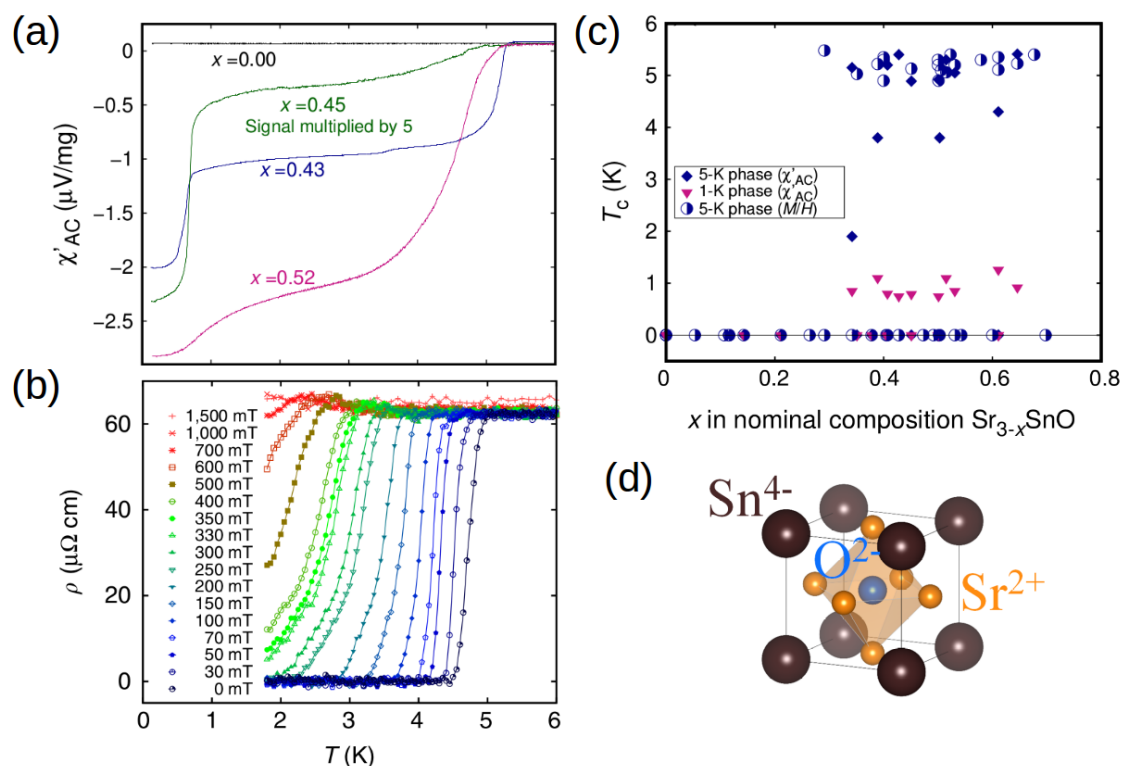 (a)
0
−0.5
−1
−1.5
−2
−2.5
χ'AC (μV/mg)
x=0.00
x=0.45
Signal multiplied by 5
x=0.43
x=0.52
(b)
60
40
20
0
ρ (μΩ cm)
1,500 mT
1,000 mT
700 mT
600 mT
500 mT
400 mT
350 mT
330 mT
300 mT
250 mT
200 mT
150 mT
100 mT
70 mT
50 mT
30 mT
0 mT
0 1 2 3 4 5 6
T (K)
(c)
6
5
4
3
2
1
0
Tc (K)
5-K phase (χ'AC)
1-K phase (χ'AC)
5-K phase (M/H)
0 0.2 0.4 0.6 0.8
x in nominal composition Sr3-xSnO
(d)
Sn4-
O2-
Sr2+